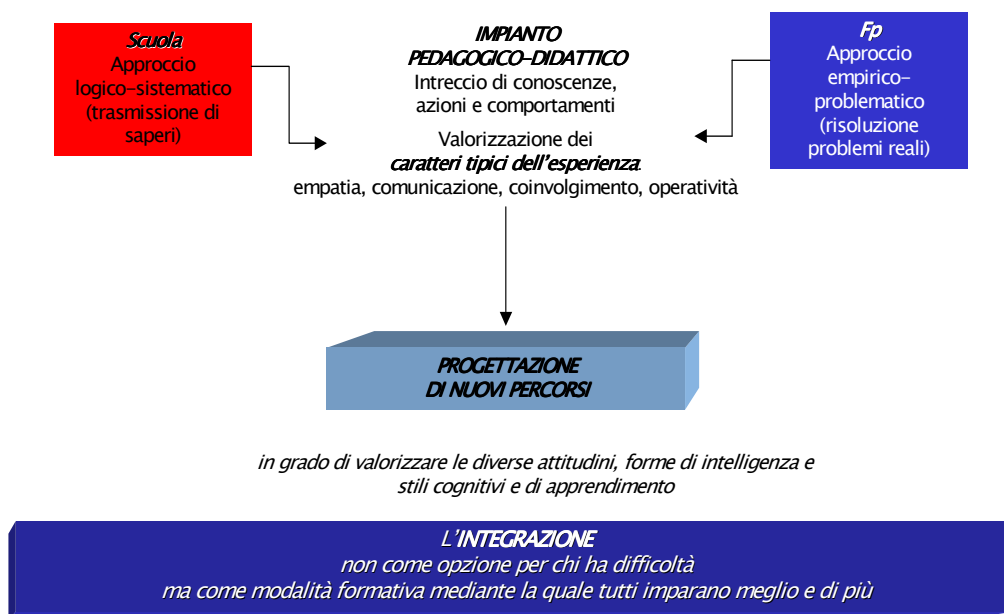 Scuola
Approccio
logico-sistematico
(trasmissione di
saperi)
IMPIANTO
PEDAGOGICO-DIDATTICO
Intreccio di conoscenze,
azioni e comportamenti
Valorizzazione dei
caratteri tipici dell'esperienza:
empatia, comunicazione, coinvolgimento, operatività
Fp
Approccio
empirico-
problematico
(risoluzione
problemi reali)
PROGETTAZIONE
DI NUOVI PERCORSI
in grado di valorizzare le diverse attitudini, forme di intelligenza e
stili cognitivi e di apprendimento
L'INTEGRAZIONE
non come opzione per chi ha difficoltà
ma come modalità formativa mediante la quale tutti imparano meglio e di più